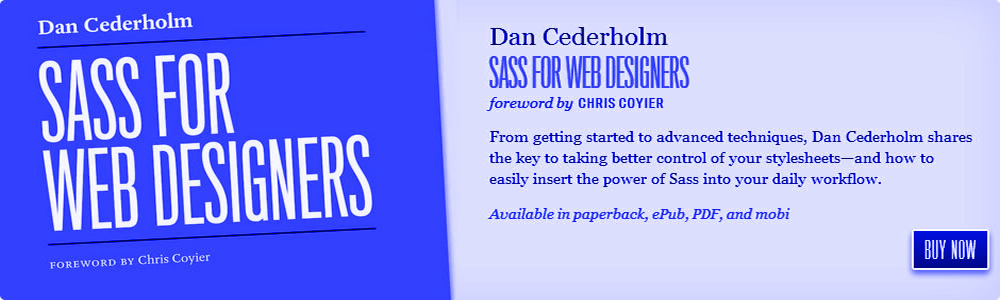 Dan Cederholm
SASS FOR
WEB DESIGNERS
FOREWORD BY Chris Coyier
Dan Cederholm
SASS FOR WEB DESIGNERS
foreword by CHRIS COYIER
From getting started to advanced techniques, Dan Cederholm shares
the key to taking better control of your stylesheets—and how to
easily insert the power of Sass into your daily workflow.
Available in paperback, ePub, PDF, and mobi
BUY NOW